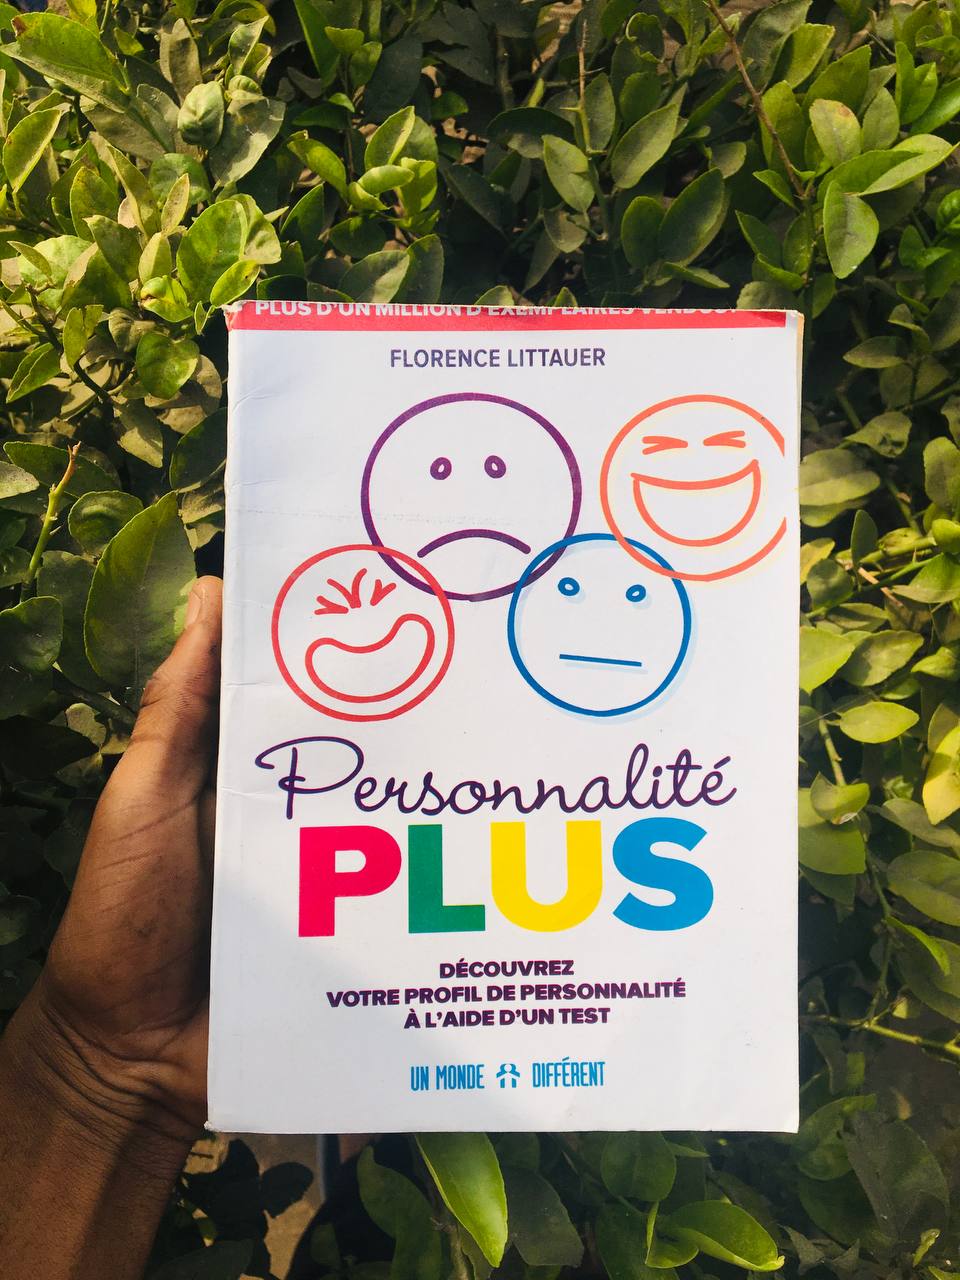 PLUS D'UN MILLION D'EXEMPLAIRES VENDUS!
FLORENCE LITTAUER
Personnalité
PLUS
DÉCOUVREZ
VOTRE PROFIL DE PERSONNALITÉ
À L'AIDE D'UN TEST
UN MONDE DIFFÉRENT